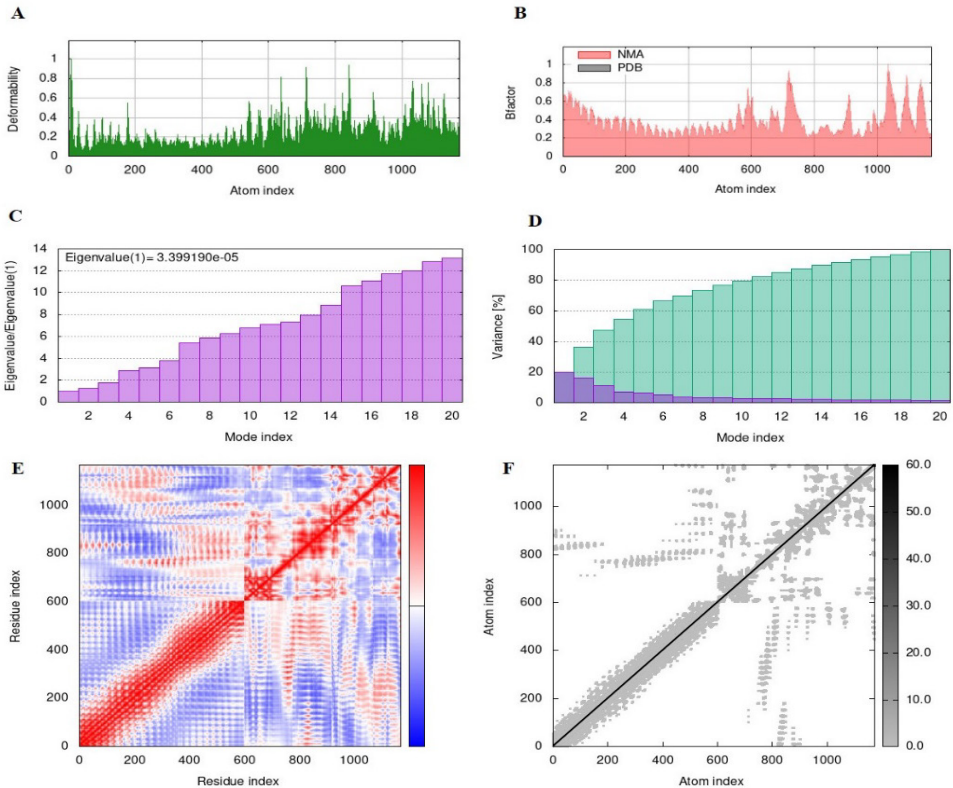 A
Deformability
1
0.8
0.6
0.4
0.2
0
0 200 400 600 800 1000
Atom index
B
NMA
PDB
Bfactor
1
0.8
0.6
0.4
0.2
0
0 200 400 600 800 1000
Atom index
C
Eigenvalue(1)= 3.399190e-05
Eigenvalue/Eigenvalue(1)
14
12
10
8
6
4
2
0
2 4 6 8 10 12 14 16 18 20
Mode index
D
Variance [%]
100
80
60
40
20
0
2 4 6 8 10 12 14 16 18 20
Mode index
E
Residue index
1000
800
600
400
200
0
0 200 400 600 800 1000
Residue index
F
Atom index
1000
800
600
400
200
0
0 200 400 600 800 1000
Atom index
60.0
50.0
40.0
30.0
20.0
10.0
0.0